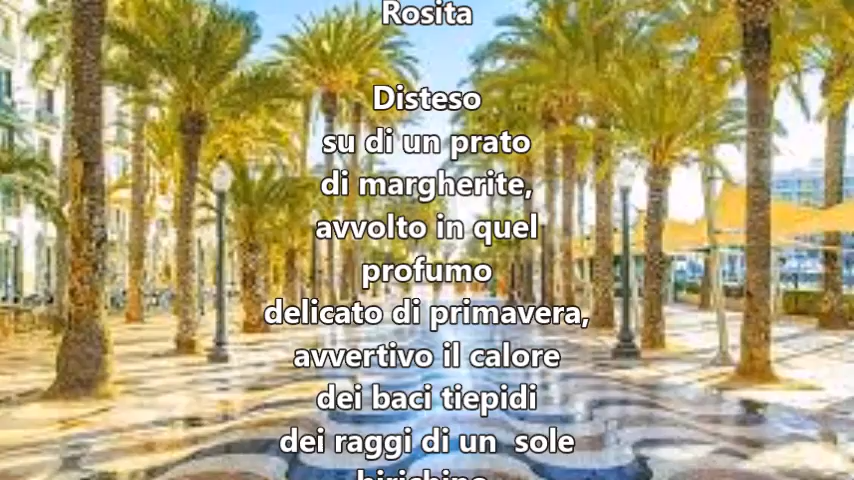 Rosita
Disteso
su di un prato
di margherite,
avvolto in quel
profumo
delicato di primavera,
avvertivo il calore
dei baci tiepidi
dei raggi di un  sole